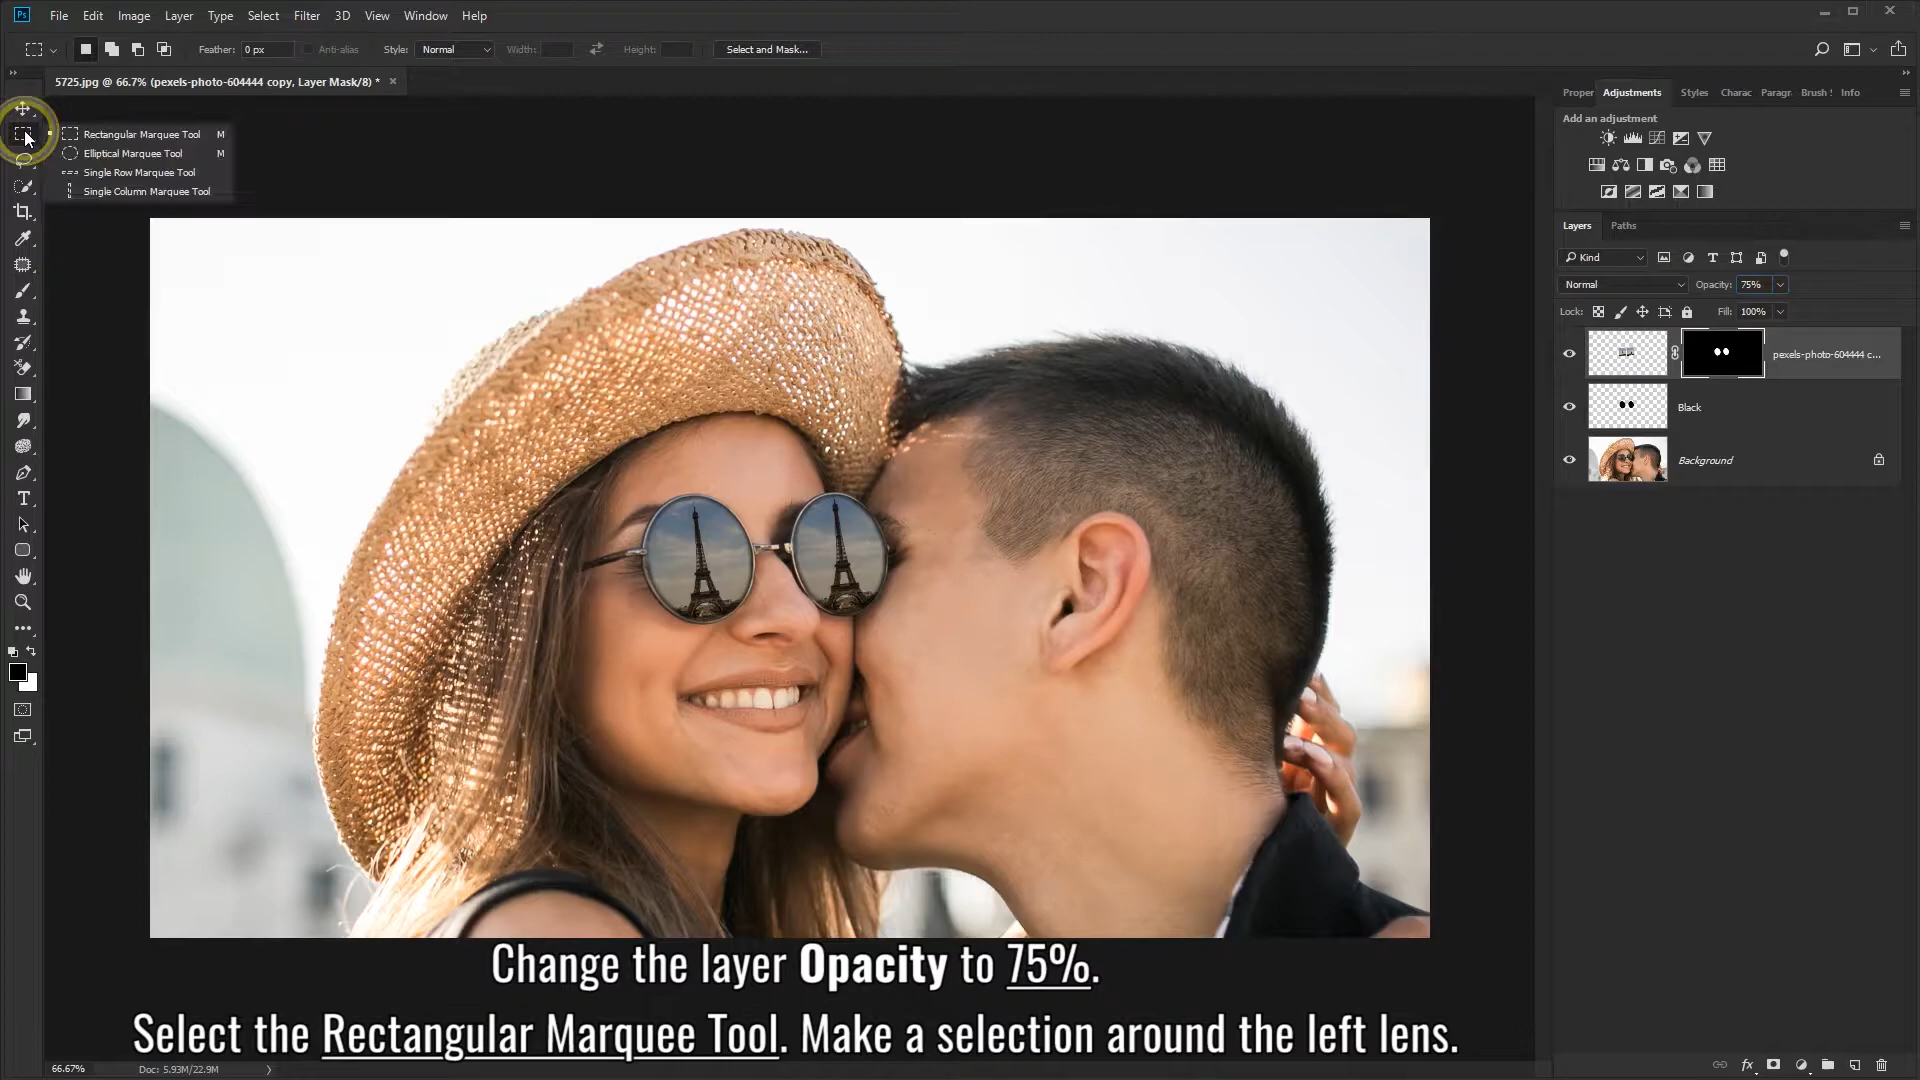 Ps File Edit Image Layer Type Select Filter 3D View Window Help
Feather: 0 px Anti-alias Style: Normal Width: Height: Select and Mask...
5725.jpg @ 66.7% (pexels-photo-604444 copy, Layer Mask/8) * ×
Rectangular Marquee Tool M
Elliptical Marquee Tool M
Single Row Marquee Tool
Single Column Marquee Tool
Proper Adjustments Styles Charac Paragr Brush Info
Add an adjustment
Layers Paths
Kind
Normal Opacity: 75%
Lock: Fill: 100%
pexels-photo-604444 c...
Black
Background
Change the layer Opacity to 75%.
Select the Rectangular Marquee Tool. Make a selection around the left lens.
66.67% Doc: 5.93M/22.9M
fx